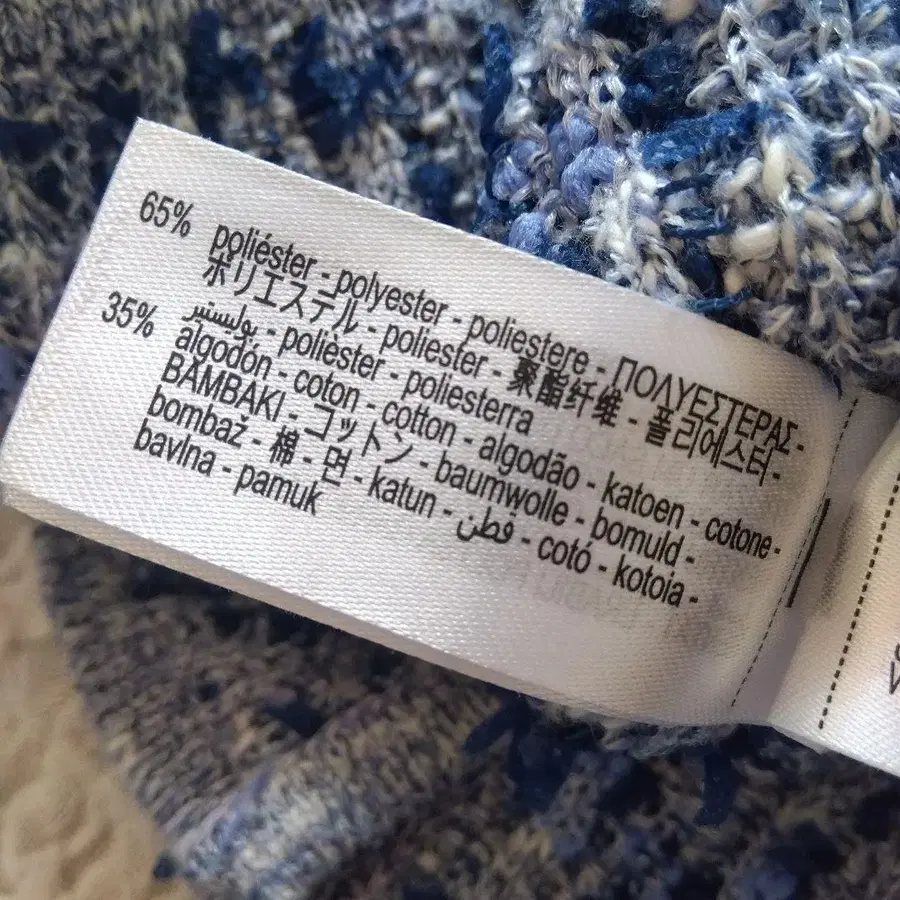 65% poliéster - polyester - poliestere - ΠΟΛΥΕΣΤΕΡΑΣ -
ポリエステル - poliester - 聚酯纤维 - 폴리에스터 -
بوليستير - polièster - poliesterra
35% algodón - coton - cotton - algodão - katoen - cotone -
BAMBAKI - コットン - baumwolle - bomuld -
bombaž - 棉 - 면 - katun - قطن - cotó - kotoia -
bavlna - pamuk